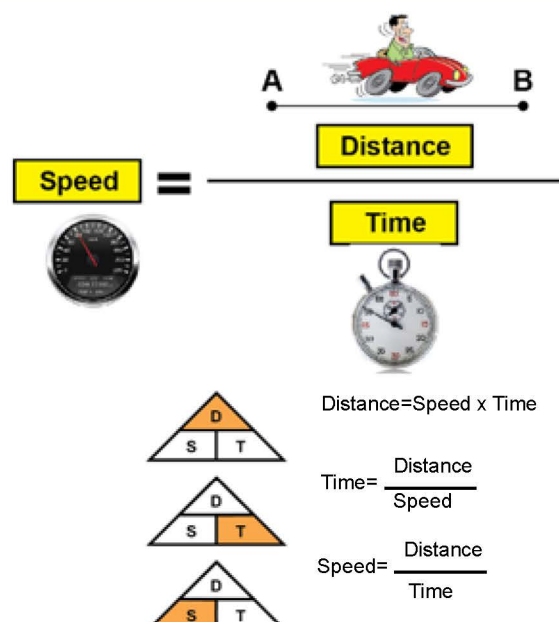 A B
Distance
Speed =
Time
D
S T
Distance=Speed x Time
D
S T
Time= Distance
Speed
D
S T
Speed= Distance
Time